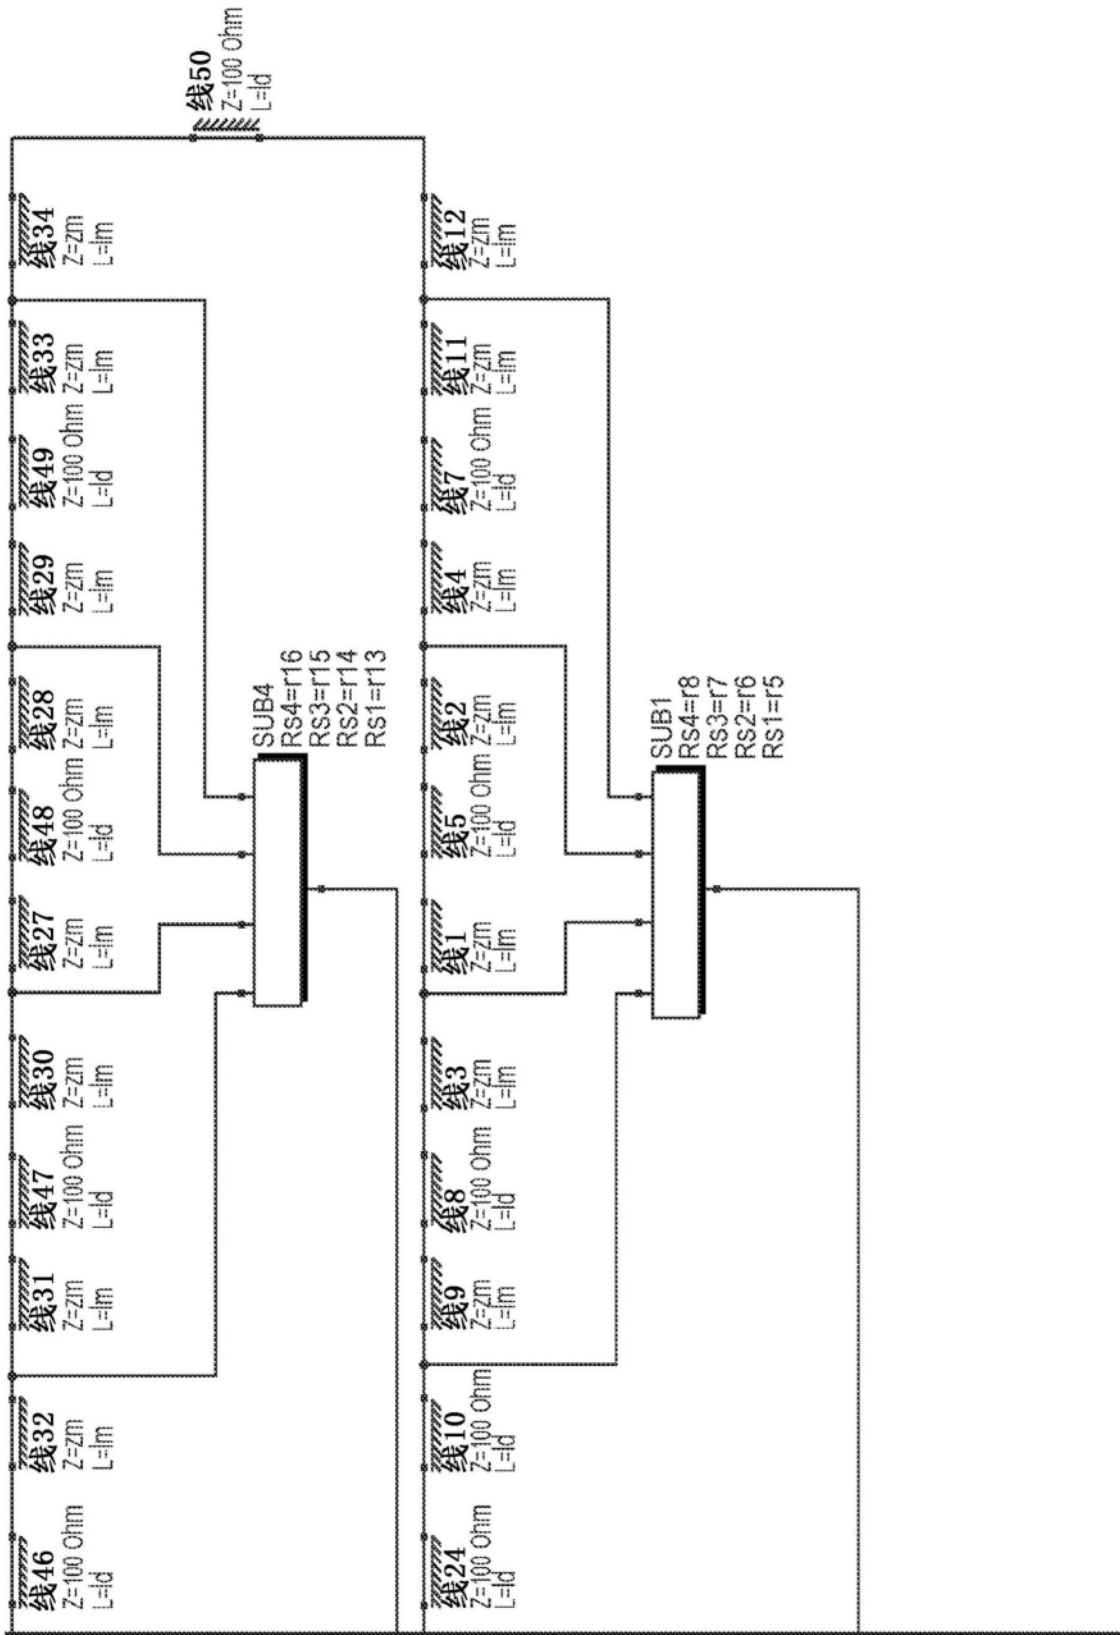 线46
Z=100 Ohm
L=ld
线32
Z=zm
L=lm
线31
Z=zm
L=lm
线47
Z=100 Ohm
L=ld
线30
Z=zm
L=lm
线27
Z=zm
L=lm
线48
Z=100 Ohm
L=ld
线28
Z=zm
L=lm
线29
Z=zm
L=lm
线49
Z=100 Ohm
L=ld
线33
Z=zm
L=lm
线34
Z=zm
L=lm
线50
Z=100 Ohm
L=ld
SUB4
Rs4=r16
Rs3=r15
Rs2=r14
Rs1=r13
线24
Z=100 Ohm
L=ld
线10
Z=100 Ohm
L=ld
线9
Z=zm
L=lm
线8
Z=100 Ohm
L=ld
线3
Z=zm
L=lm
线1
Z=zm
L=lm
线5
Z=100 Ohm
L=ld
线2
Z=zm
L=lm
线4
Z=zm
L=lm
线7
Z=100 Ohm
L=ld
线11
Z=zm
L=lm
线12
Z=zm
L=lm
SUB1
Rs4=r8
Rs3=r7
Rs2=r6
Rs1=r5